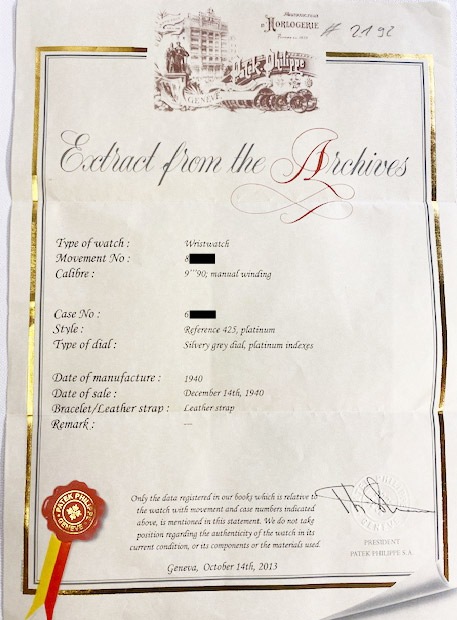 Manufacture
D'HORLOGERIE
# 2192
Patek Philippe
GENÈVE
Extract from the Archives
Type of watch : Wristwatch
Movement No : 8
Calibre : 9'''90; manual winding
Case No : 6
Style : Reference 425, platinum
Type of dial : Silvery grey dial, platinum indexes
Date of manufacture : 1940
Date of sale : December 14th, 1940
Bracelet/Leather strap : Leather strap
Remark : ---
Only the data registered in our books which is relative to
the watch with movement and case numbers indicated
above, is mentioned in this statement. We do not take
position regarding the authenticity of the watch in its
current condition, or its components or the materials used.
Geneva, October 14th, 2013
PRESIDENT
PATEK PHILIPPE S.A.
PATEK PHILIPPE
GENEVE